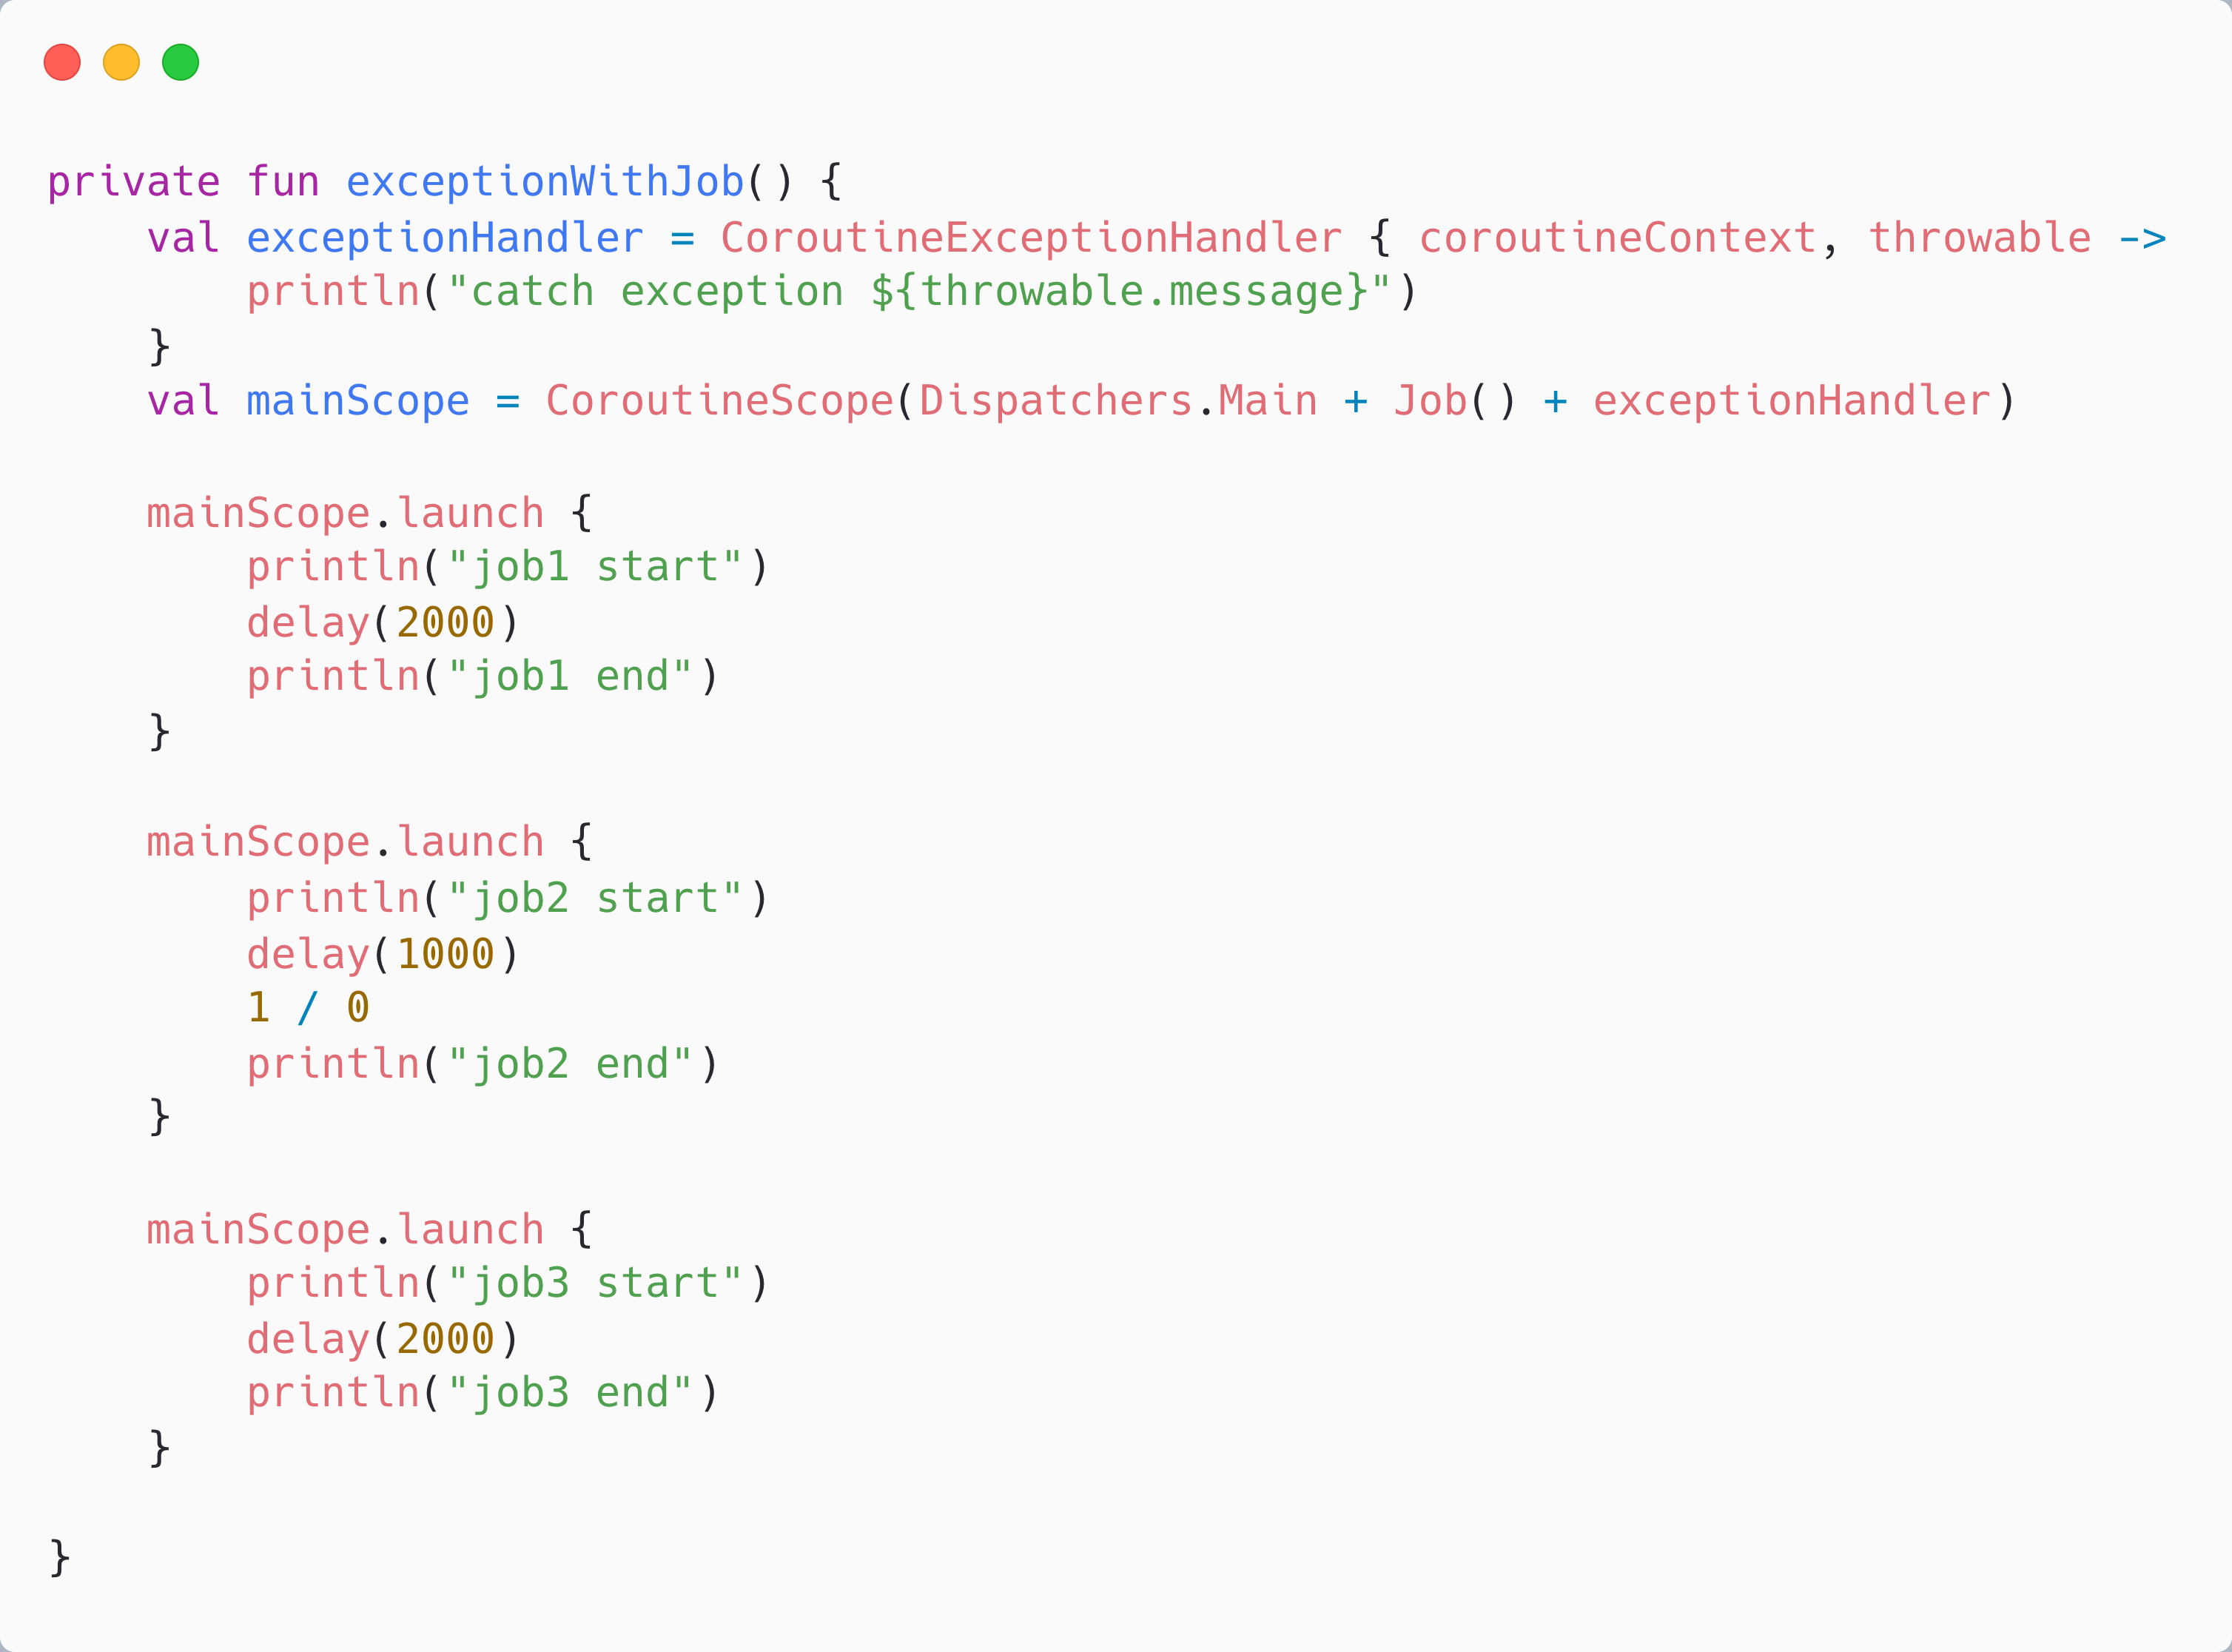 private fun exceptionWithJob() {
    val exceptionHandler = CoroutineExceptionHandler { coroutineContext, throwable ->
        println("catch exception ${throwable.message}")
    }
    val mainScope = CoroutineScope(Dispatchers.Main + Job() + exceptionHandler)

    mainScope.launch {
        println("job1 start")
        delay(2000)
        println("job1 end")
    }

    mainScope.launch {
        println("job2 start")
        delay(1000)
        1 / 0
        println("job2 end")
    }

    mainScope.launch {
        println("job3 start")
        delay(2000)
        println("job3 end")
    }

}